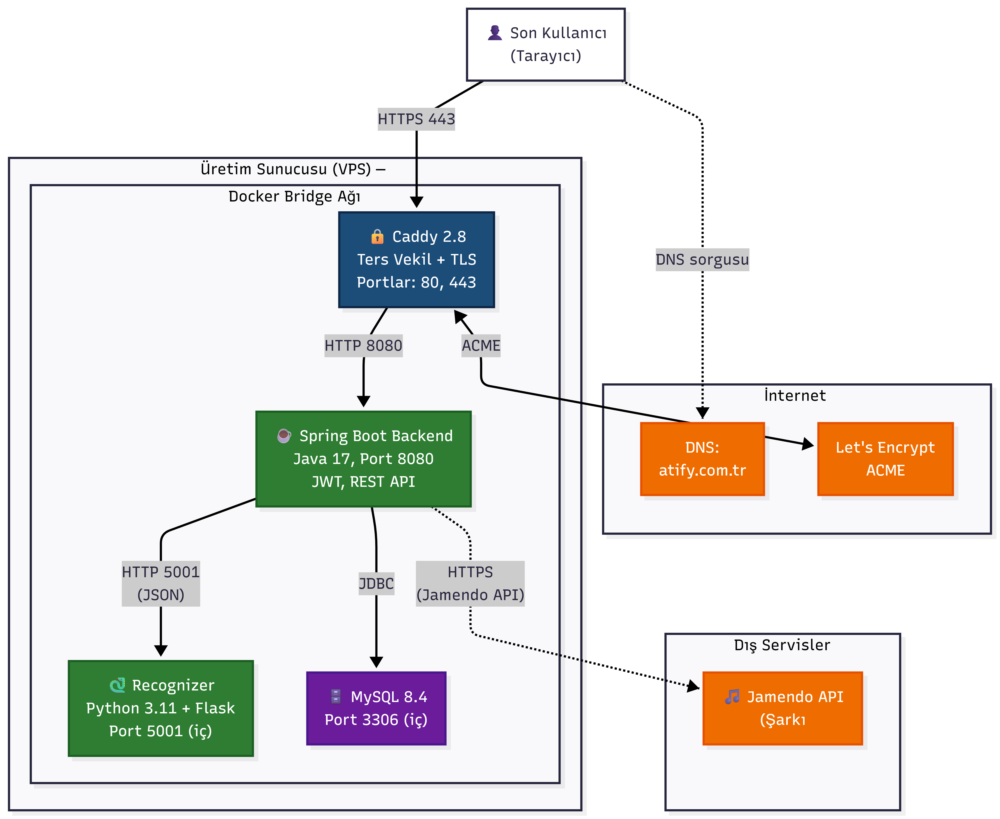 Son Kullanıcı
(Tarayıcı)
HTTPS 443
Üretim Sunucusu (VPS) —
Docker Bridge Ağı
Caddy 2.8
Ters Vekil + TLS
Portlar: 80, 443
DNS sorgusu
HTTP 8080
ACME
İnternet
DNS:
atify.com.tr
Let's Encrypt
ACME
Spring Boot Backend
Java 17, Port 8080
JWT, REST API
HTTP 5001
(JSON)
JDBC
HTTPS
(Jamendo API)
Dış Servisler
Recognizer
Python 3.11 + Flask
Port 5001 (iç)
MySQL 8.4
Port 3306 (iç)
Jamendo API
(Şarkı